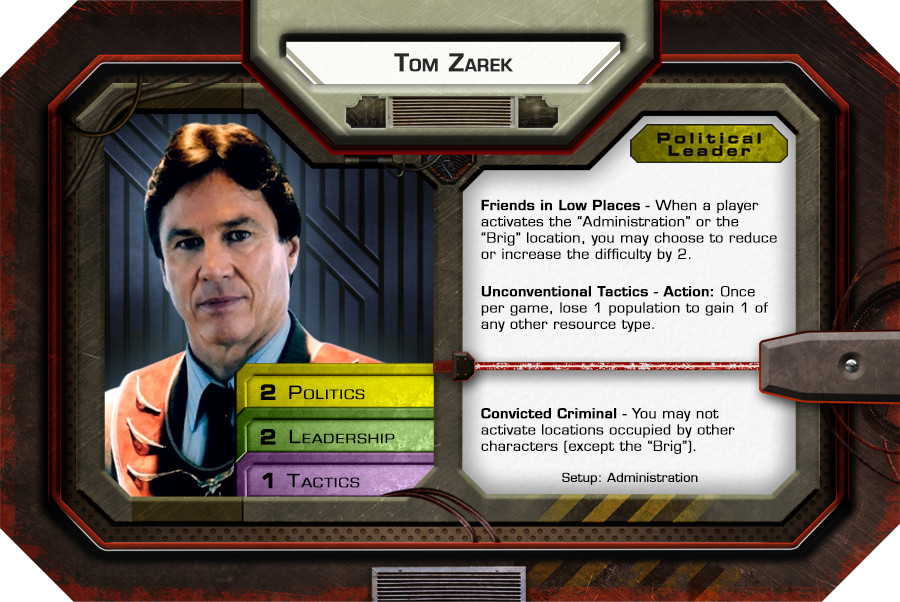 Tom Zarek
Political
Leader
Friends in Low Places - When a player
activates the “Administration” or the
“Brig” location, you may choose to reduce
or increase the difficulty by 2.
Unconventional Tactics - Action: Once
per game, lose 1 population to gain 1 of
any other resource type.
2 Politics
2 Leadership
1 Tactics
Convicted Criminal - You may not
activate locations occupied by other
characters (except the “Brig”).
Setup: Administration